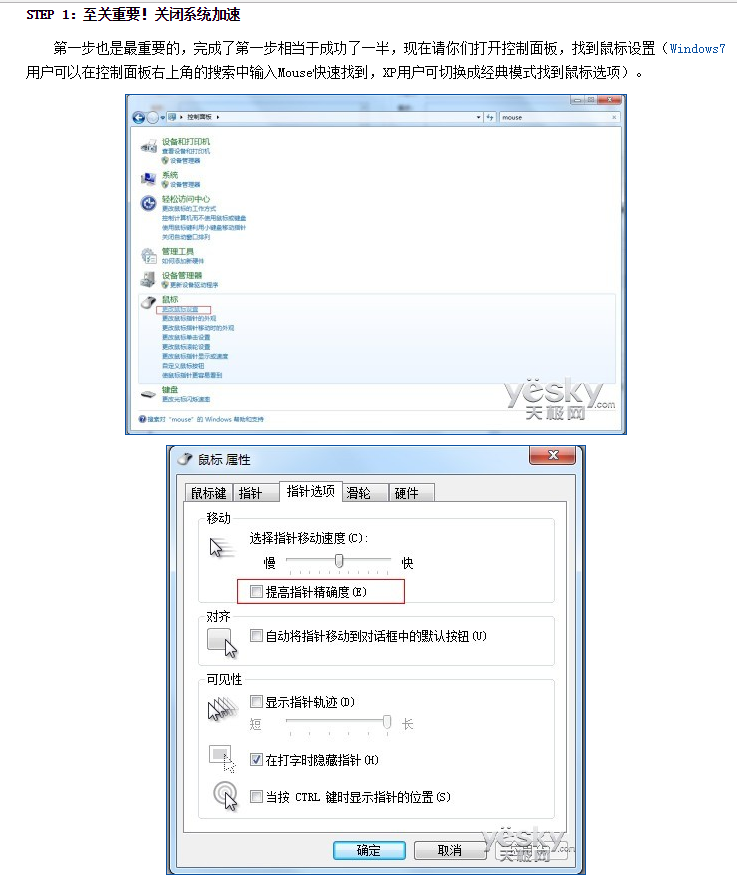 STEP 1：至关重要！关闭系统加速
第一步也是最重要的，完成了第一步相当于成功了一半，现在请你们打开控制面板，找到鼠标设置（Windows7
用户可以在控制面板右上角的搜索中输入Mouse快速找到，XP用户可切换成经典模式找到鼠标选项）。
控制面板
mouse
设备和打印机
查看设备和打印机
设备管理器
系统
设备管理器
轻松访问中心
更改鼠标的工作方式
控制计算机而不使用鼠标或键盘
使用鼠标键利用小键盘移动指针
关闭自动窗口排列
管理工具
如何添加新硬件
设备管理器
更新设备驱动程序
鼠标
更改鼠标设置
更改鼠标指针的外观
更改鼠标指针移动时的外观
更改鼠标单击设置
更改鼠标滚轮设置
更改鼠标指针显示或速度
自定义鼠标按钮
使鼠标指针更容易看到
键盘
更改光标闪烁速度
搜索对 "mouse" 的 Windows 帮助和支持
yesky
天极网.com
鼠标 属性
鼠标键 指针 指针选项 滑轮 硬件
移动
选择指针移动速度(C):
慢 快
提高指针精确度(E)
对齐
自动将指针移动到对话框中的默认按钮(U)
可见性
显示指针轨迹(D)
短 长
在打字时隐藏指针(H)
当按 CTRL 键时显示指针的位置(S)
确定 取消
yesky
天极网.com